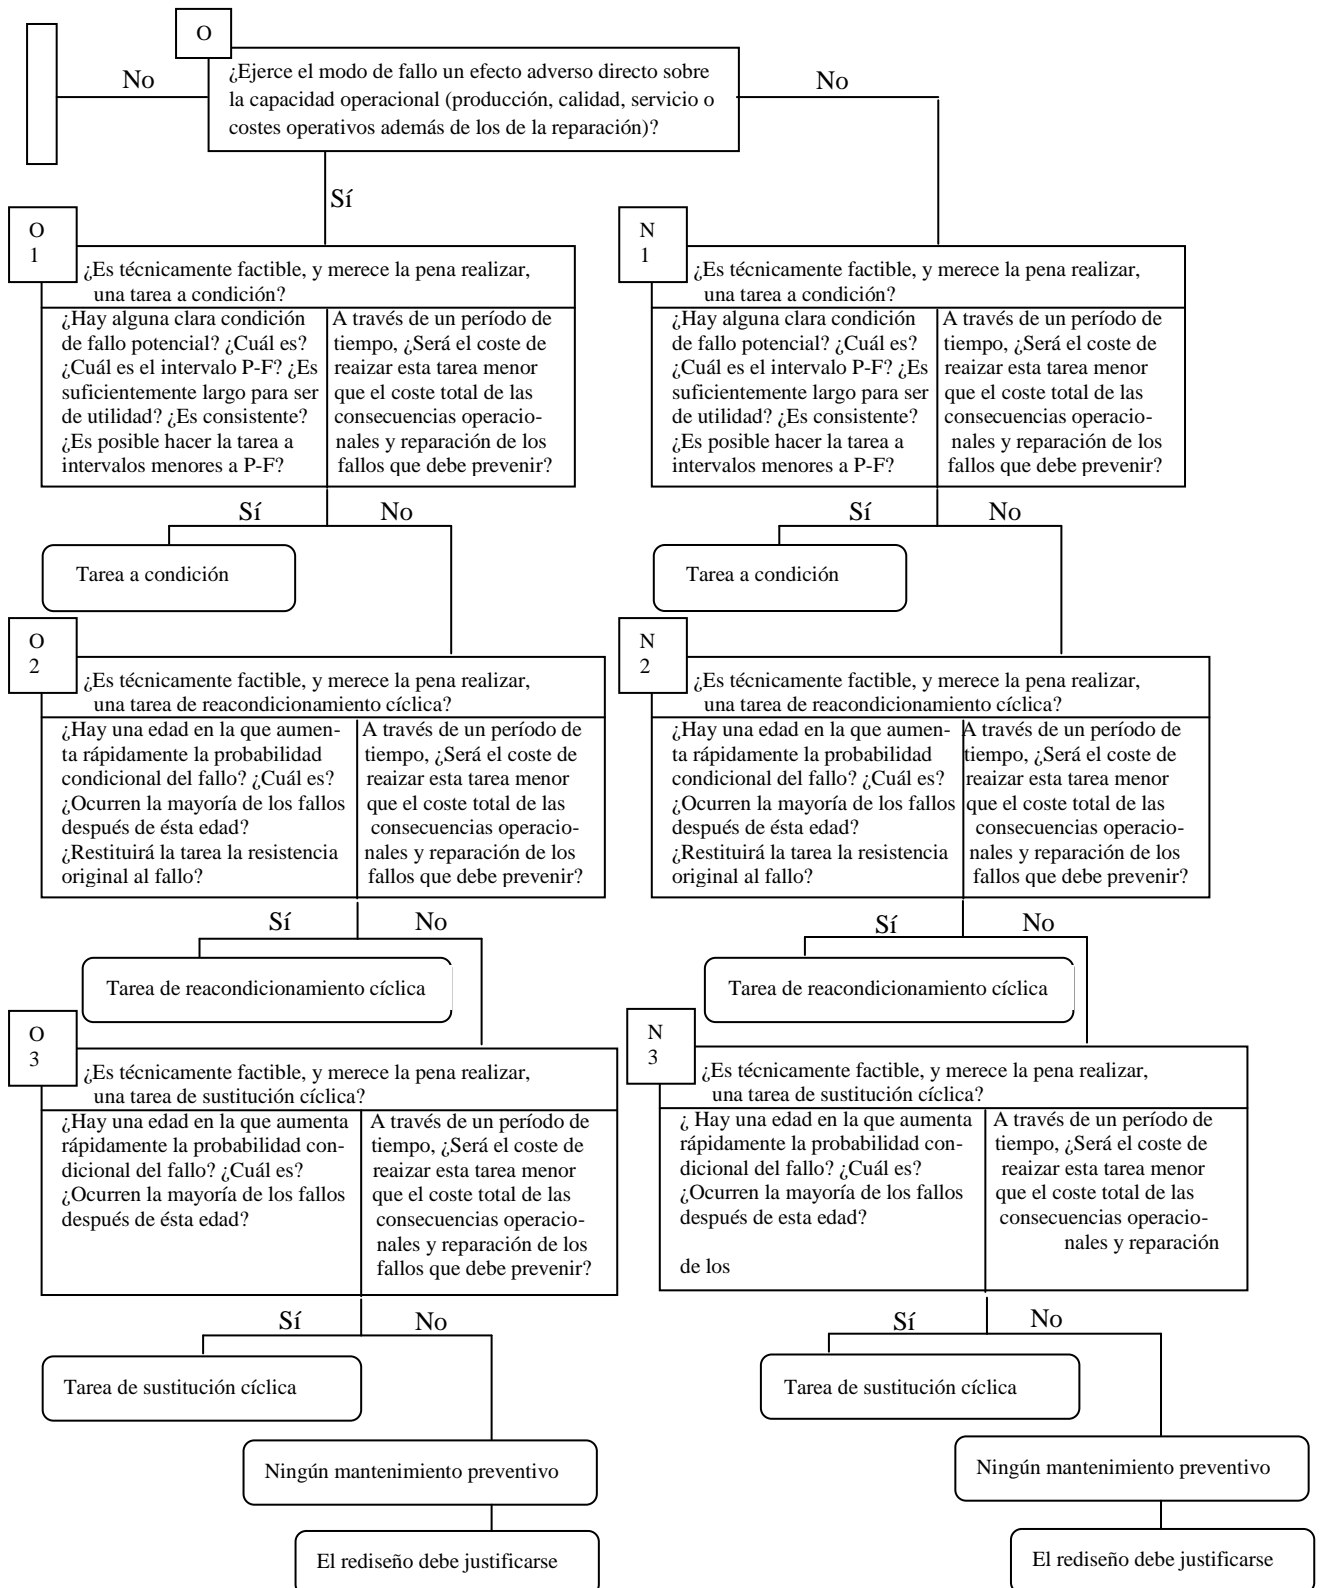 O
No
¿Ejerce el modo de fallo un efecto adverso directo sobre
la capacidad operacional (producción, calidad, servicio o
costes operativos además de los de la reparación)?
No
Sí
O
1
¿Es técnicamente factible, y merece la pena realizar,
una tarea a condición?
¿Hay alguna clara condición
de fallo potencial? ¿Cuál es?
¿Cuál es el intervalo P-F? ¿Es
suficientemente largo para ser
de utilidad? ¿Es consistente?
¿Es posible hacer la tarea a
intervalos menores a P-F?
A través de un período de
tiempo, ¿Será el coste de
reaizar esta tarea menor
que el coste total de las
consecuencias operacio-
nales y reparación de los
fallos que debe prevenir?
Sí
No
Tarea a condición
O
2
¿Es técnicamente factible, y merece la pena realizar,
una tarea de reacondicionamiento cíclica?
¿Hay una edad en la que aumen-
ta rápidamente la probabilidad
condicional del fallo? ¿Cuál es?
¿Ocurren la mayoría de los fallos
después de ésta edad?
¿Restituirá la tarea la resistencia
original al fallo?
A través de un período de
tiempo, ¿Será el coste de
reaizar esta tarea menor
que el coste total de las
consecuencias operacio-
nales y reparación de los
fallos que debe prevenir?
Sí
No
Tarea de reacondicionamiento cíclica
O
3
¿Es técnicamente factible, y merece la pena realizar,
una tarea de sustitución cíclica?
¿Hay una edad en la que aumenta
rápidamente la probabilidad con-
dicional del fallo? ¿Cuál es?
¿Ocurren la mayoría de los fallos
después de ésta edad?
A través de un período de
tiempo, ¿Será el coste de
reaizar esta tarea menor
que el coste total de las
consecuencias operacio-
nales y reparación de los
fallos que debe prevenir?
Sí
No
Tarea de sustitución cíclica
Ningún mantenimiento preventivo
El rediseño debe justificarse
N
1
¿Es técnicamente factible, y merece la pena realizar,
una tarea a condición?
¿Hay alguna clara condición
de fallo potencial? ¿Cuál es?
¿Cuál es el intervalo P-F? ¿Es
suficientemente largo para ser
de utilidad? ¿Es consistente?
¿Es posible hacer la tarea a
intervalos menores a P-F?
A través de un período de
tiempo, ¿Será el coste de
reaizar esta tarea menor
que el coste total de las
consecuencias operacio-
nales y reparación de los
fallos que debe prevenir?
Sí
No
Tarea a condición
N
2
¿Es técnicamente factible, y merece la pena realizar,
una tarea de reacondicionamiento cíclica?
¿Hay una edad en la que aumen-
ta rápidamente la probabilidad
condicional del fallo? ¿Cuál es?
¿Ocurren la mayoría de los fallos
después de ésta edad?
¿Restituirá la tarea la resistencia
original al fallo?
A través de un período de
tiempo, ¿Será el coste de
reaizar esta tarea menor
que el coste total de las
consecuencias operacio-
nales y reparación de los
fallos que debe prevenir?
Sí
No
Tarea de reacondicionamiento cíclica
N
3
¿Es técnicamente factible, y merece la pena realizar,
una tarea de sustitución cíclica?
¿ Hay una edad en la que aumenta
rápidamente la probabilidad con-
dicional del fallo? ¿Cuál es?
¿Ocurren la mayoría de los fallos
después de esta edad?
A través de un período de
tiempo, ¿Será el coste de
reaizar esta tarea menor
que el coste total de las
consecuencias operacio-
nales y reparación
de los
Sí
No
Tarea de sustitución cíclica
Ningún mantenimiento preventivo
El rediseño debe justificarse